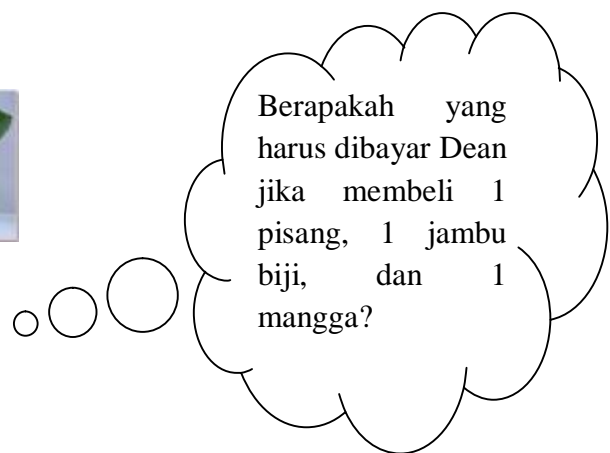 Berapakah yang
harus dibayar Dean
jika membeli 1
pisang, 1 jambu
biji, dan 1
mangga?